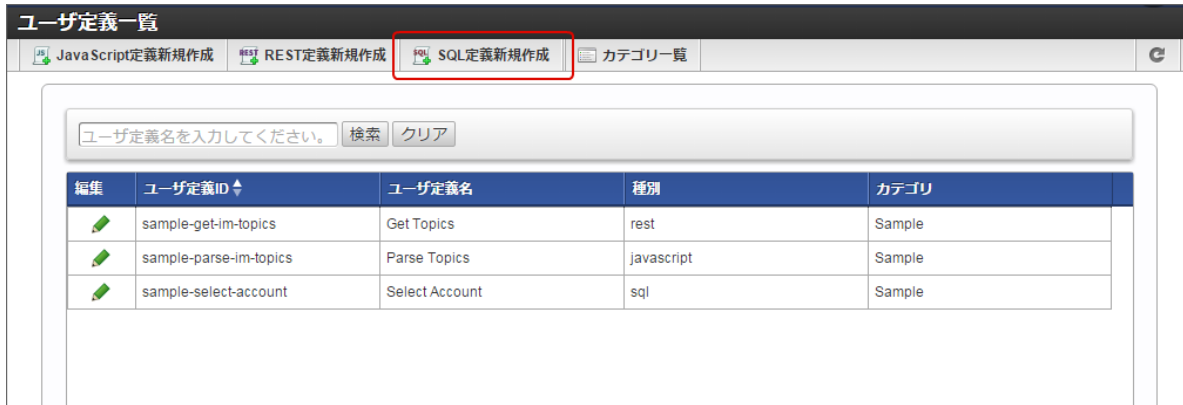 ユーザ定義一覧
JS JavaScript定義新規作成 REST REST定義新規作成 SQL SQL定義新規作成 カテゴリ一覧
ユーザ定義名を入力してください。 検索 クリア
編集 ユーザ定義ID ユーザ定義名 種別 カテゴリ
sample-get-im-topics Get Topics rest Sample
sample-parse-im-topics Parse Topics javascript Sample
sample-select-account Select Account sql Sample